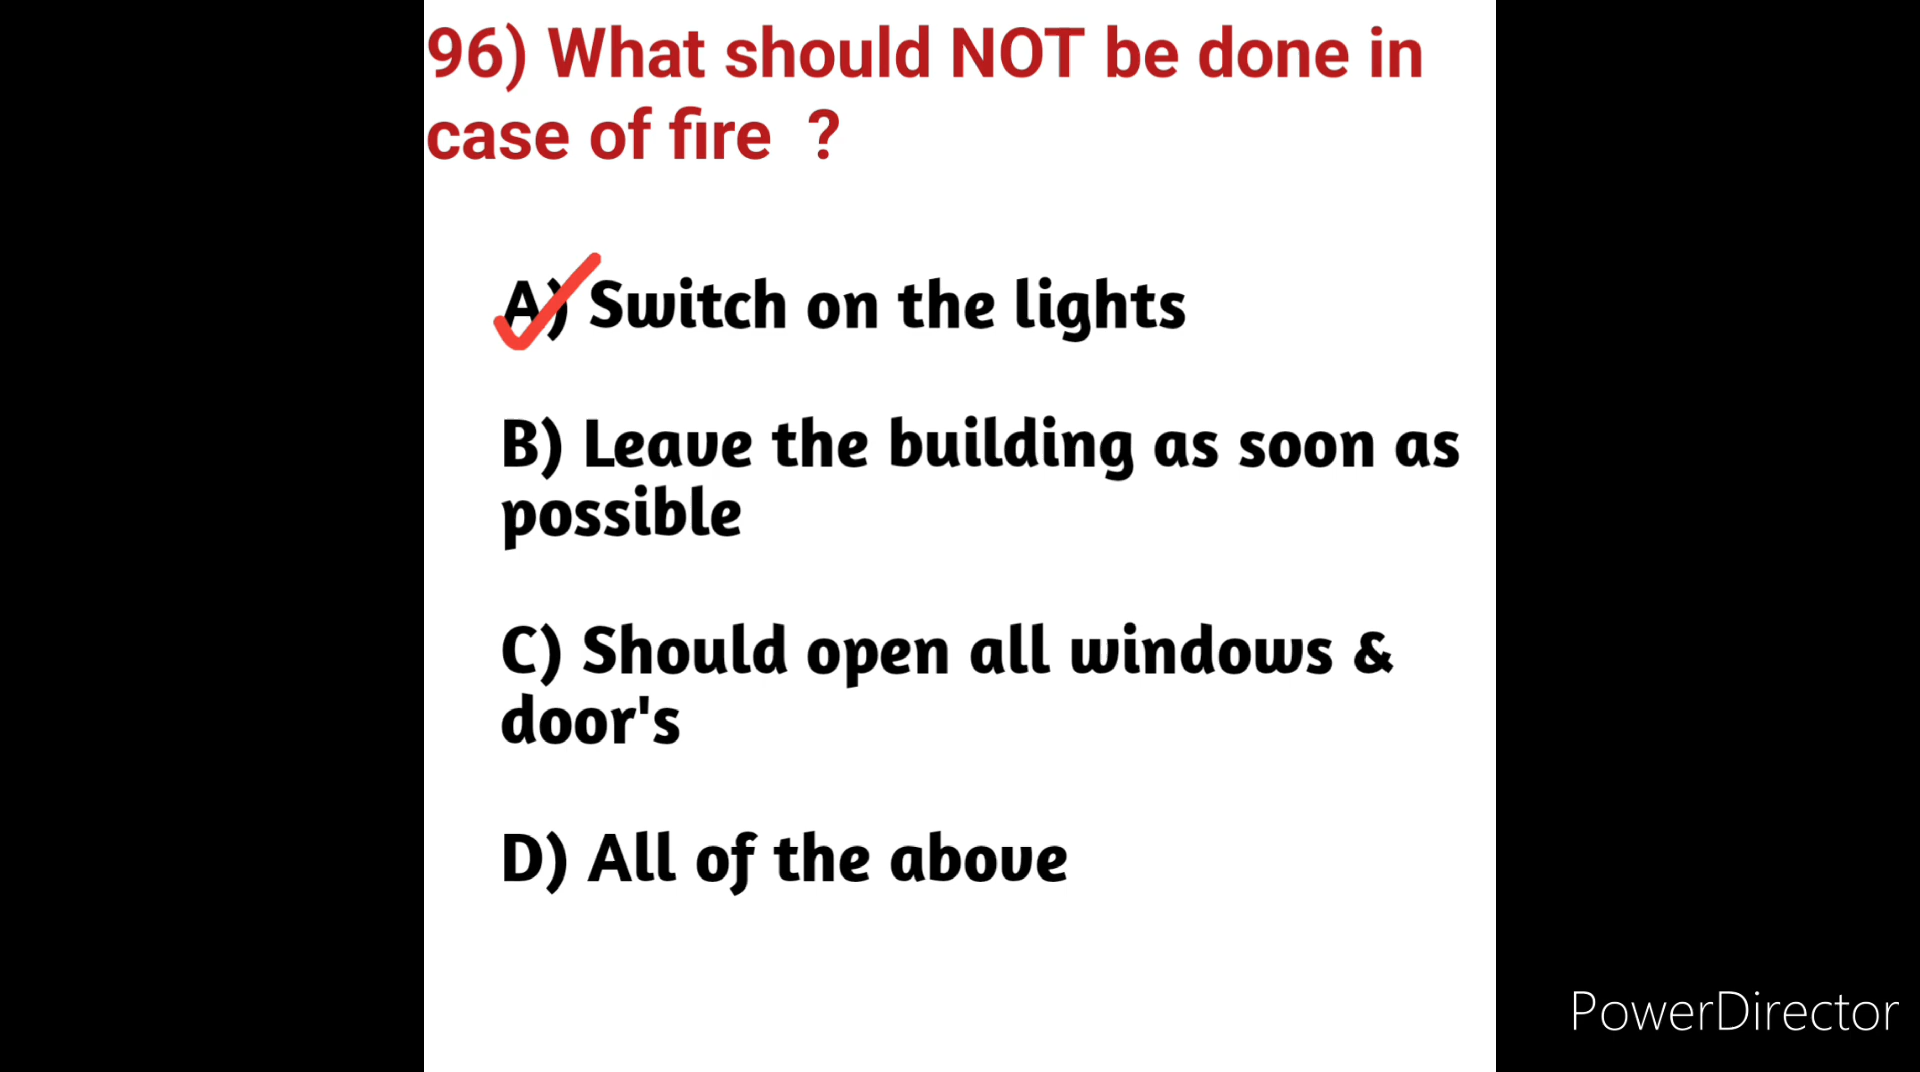 96) What should NOT be done in
case of fire ?
A) Switch on the lights
B) Leave the building as soon as
possible
C) Should open all windows &
door's
D) All of the above
PowerDirector